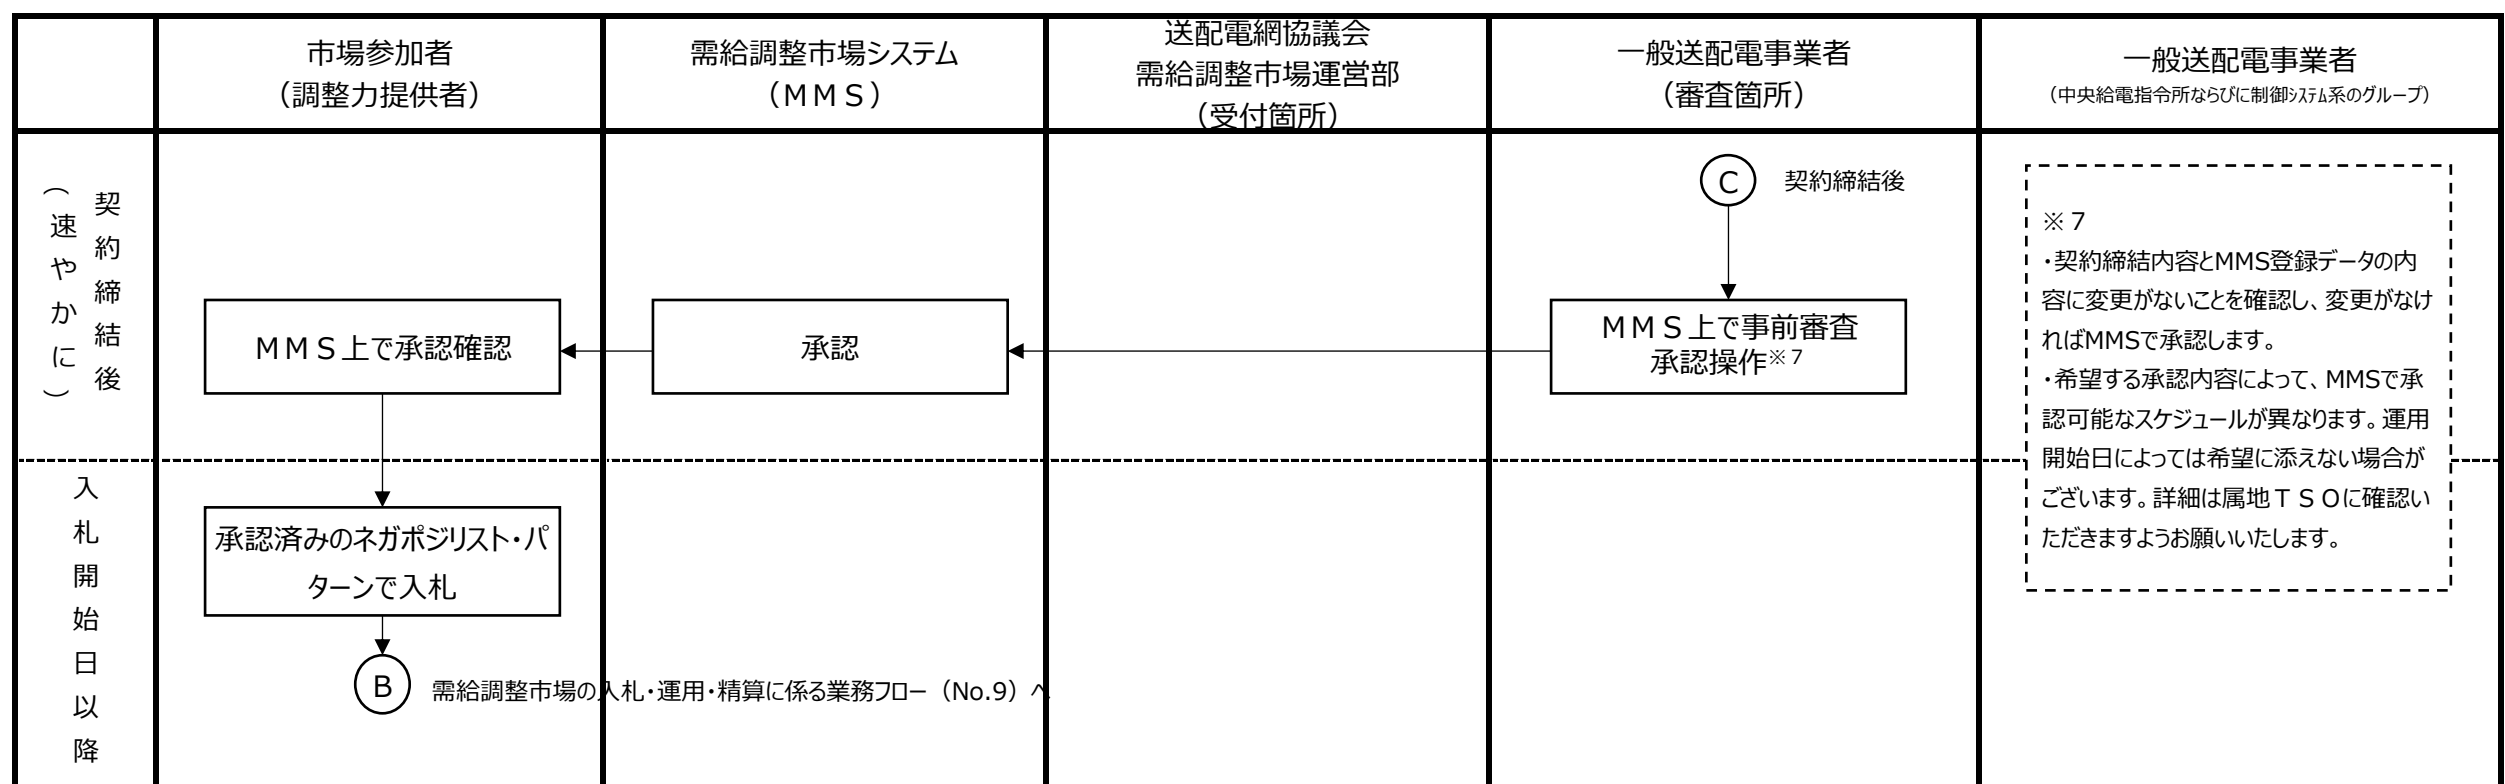 市場参加者
（調整力提供者）
需給調整市場システム
（ＭＭＳ）
送配電網協議会
需給調整市場運営部
（受付箇所）
一般送配電事業者
（審査箇所）
一般送配電事業者
（中央給電指令所ならびに制御ｼｽﾃﾑ系のグループ）
契約締結後
（速やかに）
C
契約締結後
ＭＭＳ上で承認確認
承認
ＭＭＳ上で事前審査
承認操作※７
※７
・契約締結内容とMMS登録データの内
容に変更がないことを確認し、変更がなけ
ればMMSで承認します。
・希望する承認内容によって、MMSで承
認可能なスケジュールが異なります。運用
開始日によっては希望に添えない場合が
ございます。詳細は属地ＴＳＯに確認い
ただきますようお願いいたします。
入札開始日以降
承認済みのネガポジリスト・パ
ターンで入札
B
需給調整市場の入札・運用・精算に係る業務フロー（No.9）へ